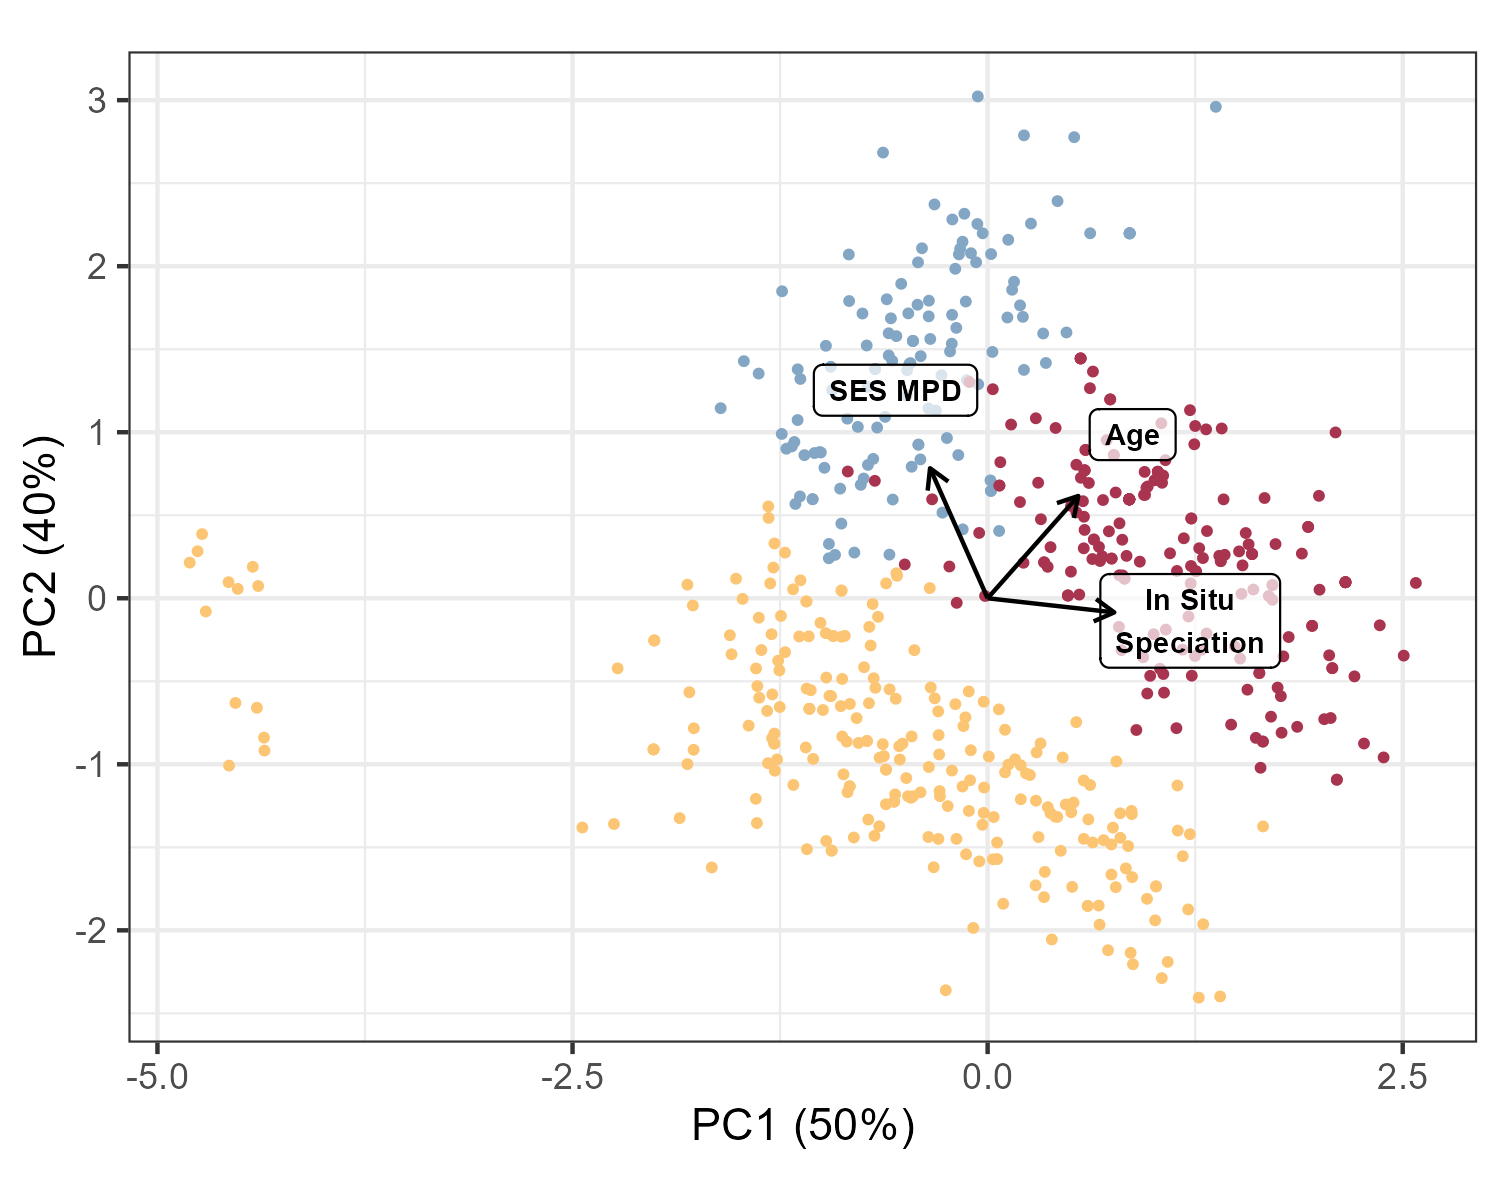 3
2
1
0
-1
-2
PC2 (40%)
SES MPD
Age
In Situ
Speciation
-5.0
-2.5
0.0
2.5
PC1 (50%)